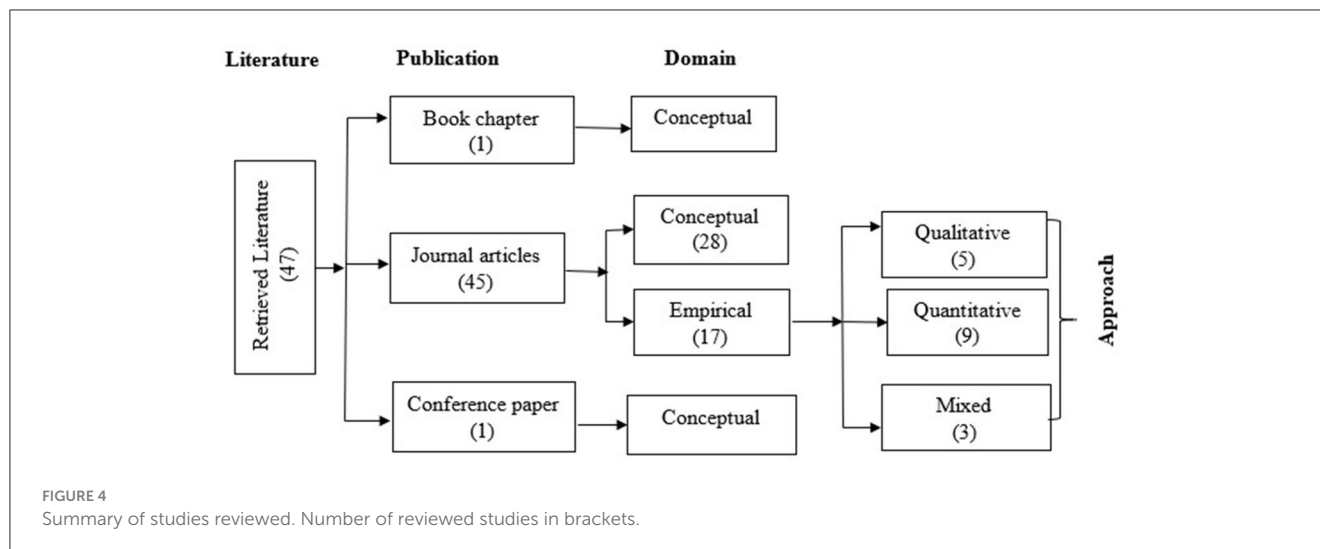 Literature
Publication
Domain
Book chapter
(1)
Conceptual
Retrieved Literature
(47)
Journal articles
(45)
Conceptual
(28)
Empirical
(17)
Qualitative
(5)
Quantitative
(9)
Mixed
(3)
Approach
Conference paper
(1)
Conceptual
FIGURE 4
Summary of studies reviewed. Number of reviewed studies in brackets.